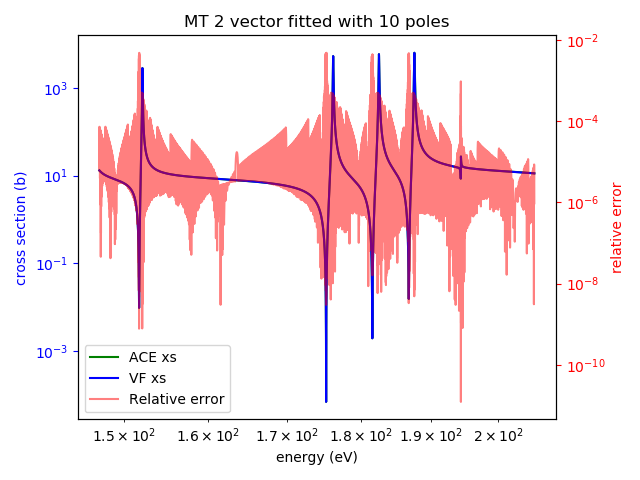 MT 2 vector fitted with 10 poles
cross section (b)
10³
10¹
10⁻¹
10⁻³
10⁻²
10⁻⁴
10⁻⁶
10⁻⁸
10⁻¹⁰
relative error
ACE xs
VF xs
Relative error
1.5 × 10² 1.6 × 10² 1.7 × 10² 1.8 × 10² 1.9 × 10² 2 × 10²
energy (eV)